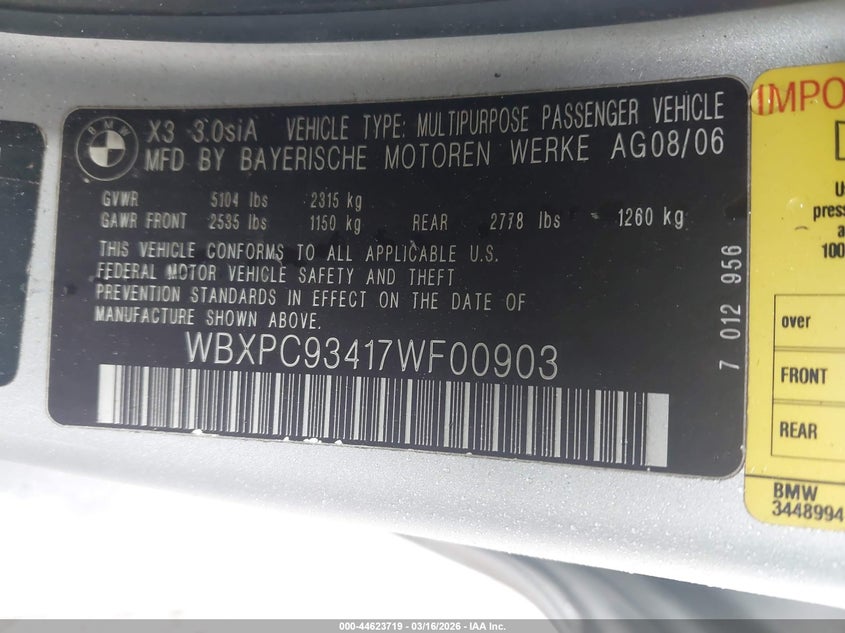 BMW
X3 3.0siA VEHICLE TYPE: MULTIPURPOSE PASSENGER VEHICLE
MFD BY BAYERISCHE MOTOREN WERKE AG08/06
GVWR 5104 lbs 2315 kg
GAWR FRONT 2535 lbs 1150 kg REAR 2778 lbs 1260 kg
THIS VEHICLE CONFORMS TO ALL APPLICABLE U.S.
FEDERAL MOTOR VEHICLE SAFETY AND THEFT
PREVENTION STANDARDS IN EFFECT ON THE DATE OF
MANUFACTURE SHOWN ABOVE.
WBXPC93417WF00903
7 012 956
IMPO
U
press
a
100
over
FRONT
REAR
BMW
3448994
000-44623719 - 03/16/2026 - IAA Inc.